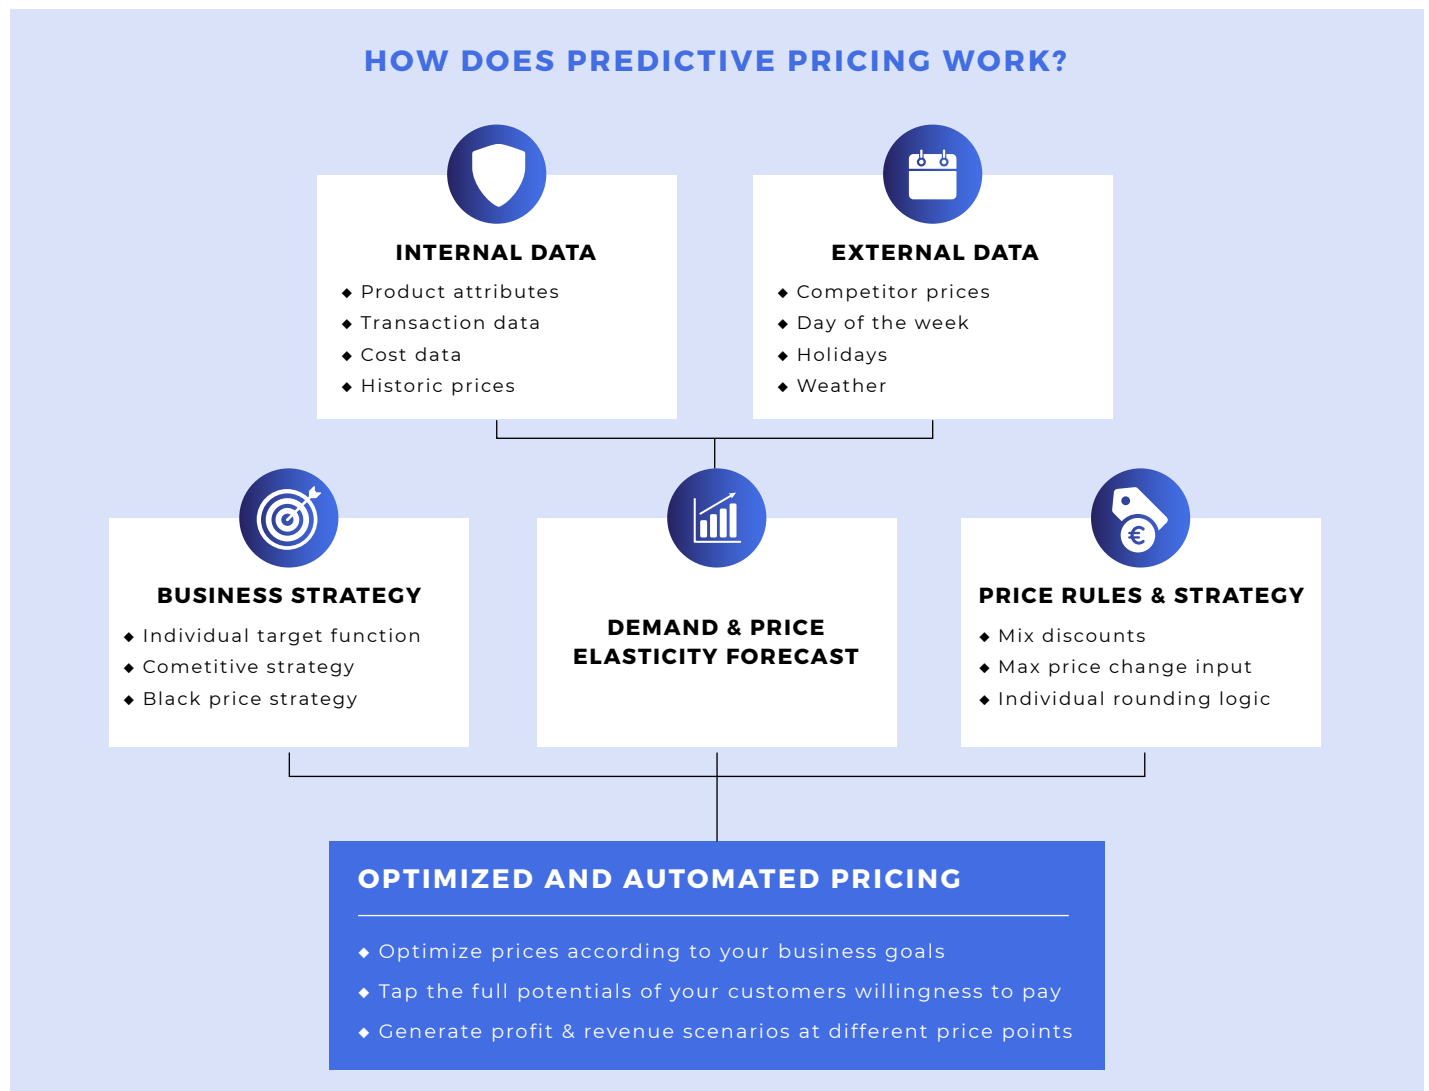 HOW DOES PREDICTIVE PRICING WORK?
INTERNAL DATA
◆ Product attributes
◆ Transaction data
◆ Cost data
◆ Historic prices
EXTERNAL DATA
◆ Competitor prices
◆ Day of the week
◆ Holidays
◆ Weather
BUSINESS STRATEGY
◆ Individual target function
◆ Cometitive strategy
◆ Black price strategy
DEMAND & PRICE
ELASTICITY FORECAST
€
PRICE RULES & STRATEGY
◆ Mix discounts
◆ Max price change input
◆ Individual rounding logic
OPTIMIZED AND AUTOMATED PRICING
◆ Optimize prices according to your business goals
◆ Tap the full potentials of your customers willingness to pay
◆ Generate profit & revenue scenarios at different price points